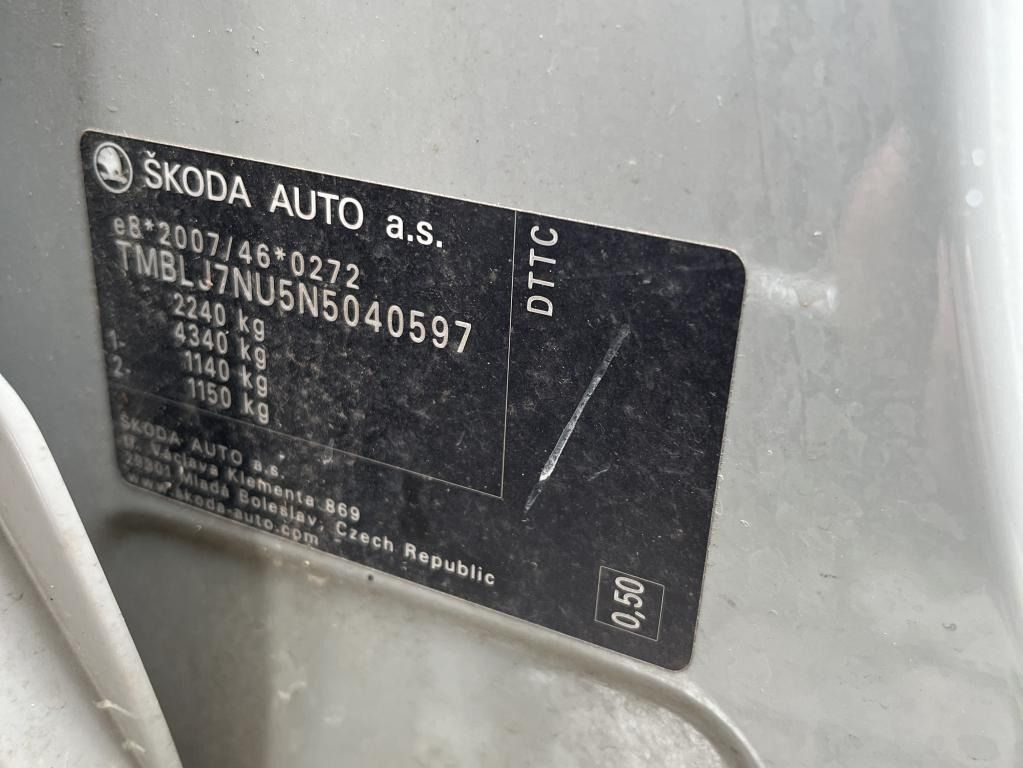 ŠKODA AUTO a.s.
e8*2007/46*0272
TMBLJ7NU5N5040597
2240 kg
4340 kg
1- 1140 kg
2- 1150 kg
ŠKODA AUTO a.s.
tř. Václava Klementa 869
29301 Mladá Boleslav, Czech Republic
www.skoda-auto.com
DTTC
0,50